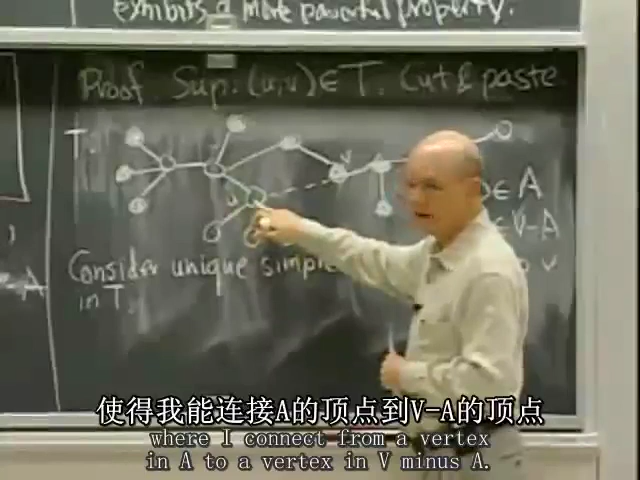 exhibits a more powerful property.
Proof. Sup. (u,v) ∉ T. Cut & paste
T:
v
u
∈ A
∈ V-A
Consider unique simple
v
A
in T.
使得我能连接A的顶点到V-A的顶点
where I connect from a vertex
in A to a vertex in V minus A.